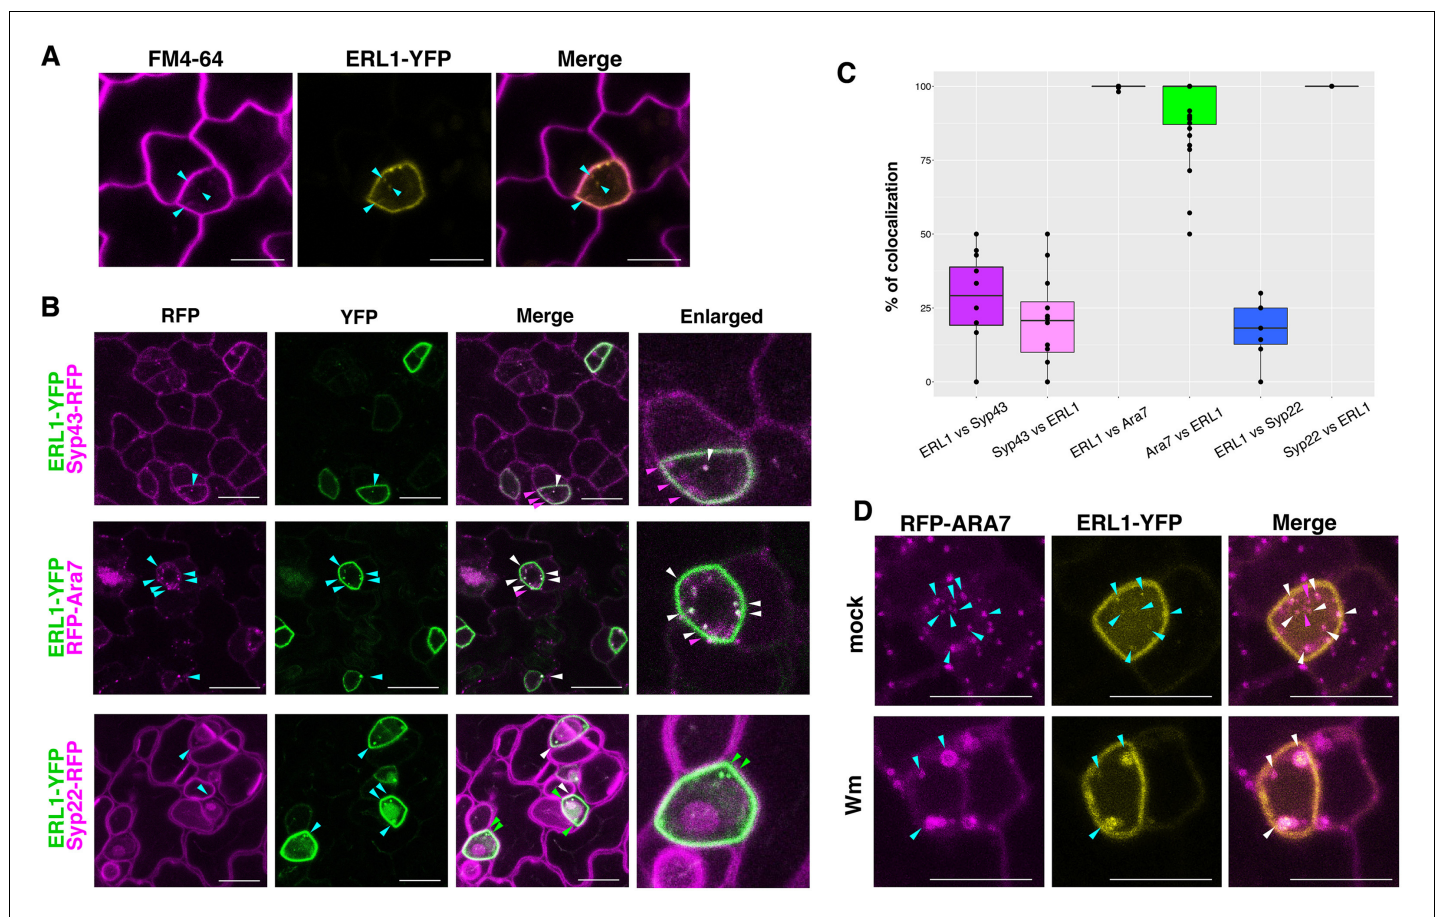 A
FM4-64
ERL1-YFP
Merge
B
RFP
YFP
Merge
Enlarged
ERL1-YFP
Syp43-RFP
ERL1-YFP
RFP-Ara7
ERL1-YFP
Syp22-RFP
C
% of colocalization
100
75
50
25
0
ERL1 vs Syp43
Syp43 vs ERL1
ERL1 vs Ara7
Ara7 vs ERL1
ERL1 vs Syp22
Syp22 vs ERL1
D
RFP-ARA7
ERL1-YFP
Merge
mock
Wm